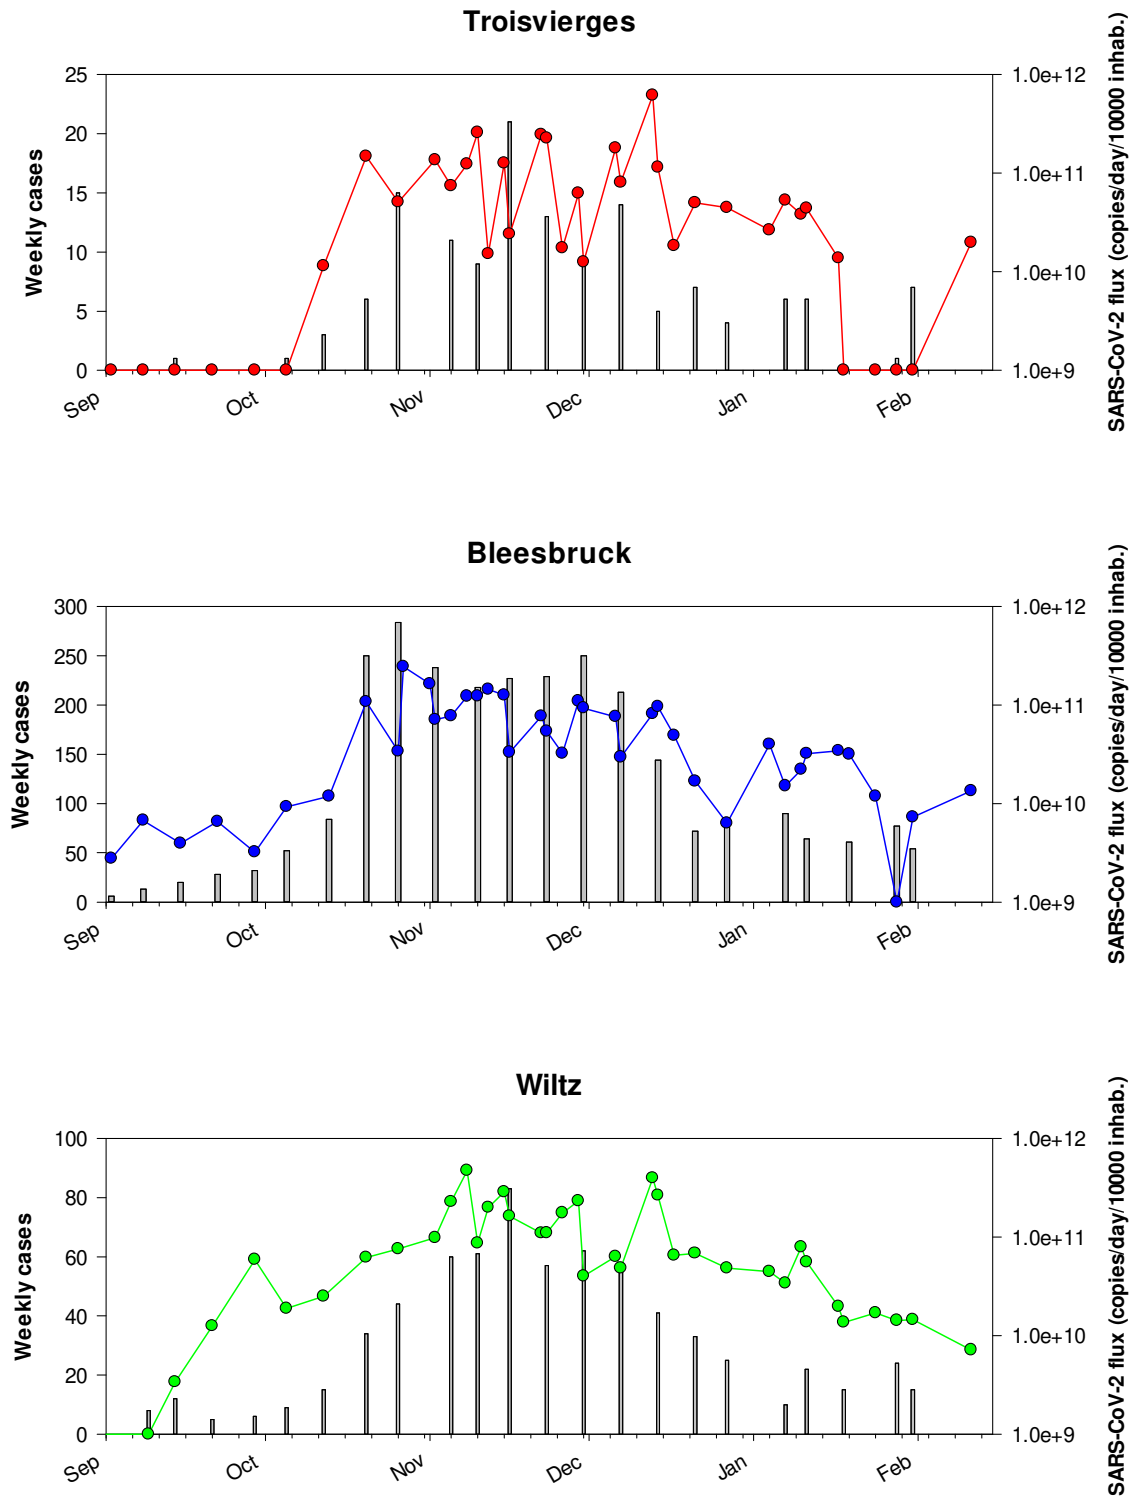 Troisvierges
Weekly cases
SARS-CoV-2 flux (copies/day/10000 inhab.)
25
20
15
10
5
0
1.0e+12
1.0e+11
1.0e+10
1.0e+9
Sep
Oct
Nov
Dec
Jan
Feb
Bleesbruck
Weekly cases
SARS-CoV-2 flux (copies/day/10000 inhab.)
300
250
200
150
100
50
0
1.0e+12
1.0e+11
1.0e+10
1.0e+9
Sep
Oct
Nov
Dec
Jan
Feb
Wiltz
Weekly cases
SARS-CoV-2 flux (copies/day/10000 inhab.)
100
80
60
40
20
0
1.0e+12
1.0e+11
1.0e+10
1.0e+9
Sep
Oct
Nov
Dec
Jan
Feb